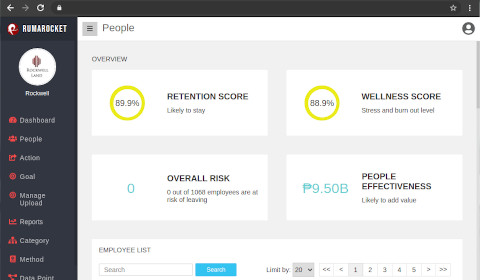 RUMAROCKET
People
ROCKWELL
LAND
Rockwell
Dashboard
People
Action
Goal
Manage
Upload
Reports
Category
Method
Data Point
OVERVIEW
89.9%
RETENTION SCORE
Likely to stay
88.9%
WELLNESS SCORE
Stress and burn out level
0
OVERALL RISK
0 out of 1068 employees are at
risk of leaving
₱9.50B
PEOPLE
EFFECTIVENESS
Likely to add value
EMPLOYEE LIST
Search
Search
Limit by: 20
<< < 1 2 3 4 5 > >>